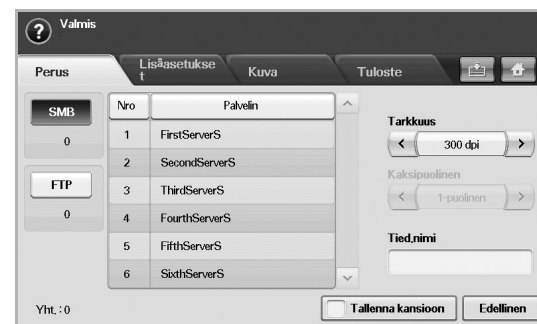 Valmis
Perus
Lisäasetukse
t
Kuva
Tuloste
SMB
0
FTP
0
Nro Palvelin
1 FirstServerS
2 SecondServerS
3 ThirdServerS
4 FourthServerS
5 FifthServerS
6 SixthServerS
Tarkkuus
300 dpi
Kaksipuolinen
1-puolinen
Tied.nimi
Yht. : 0
Tallenna kansioon
Edellinen